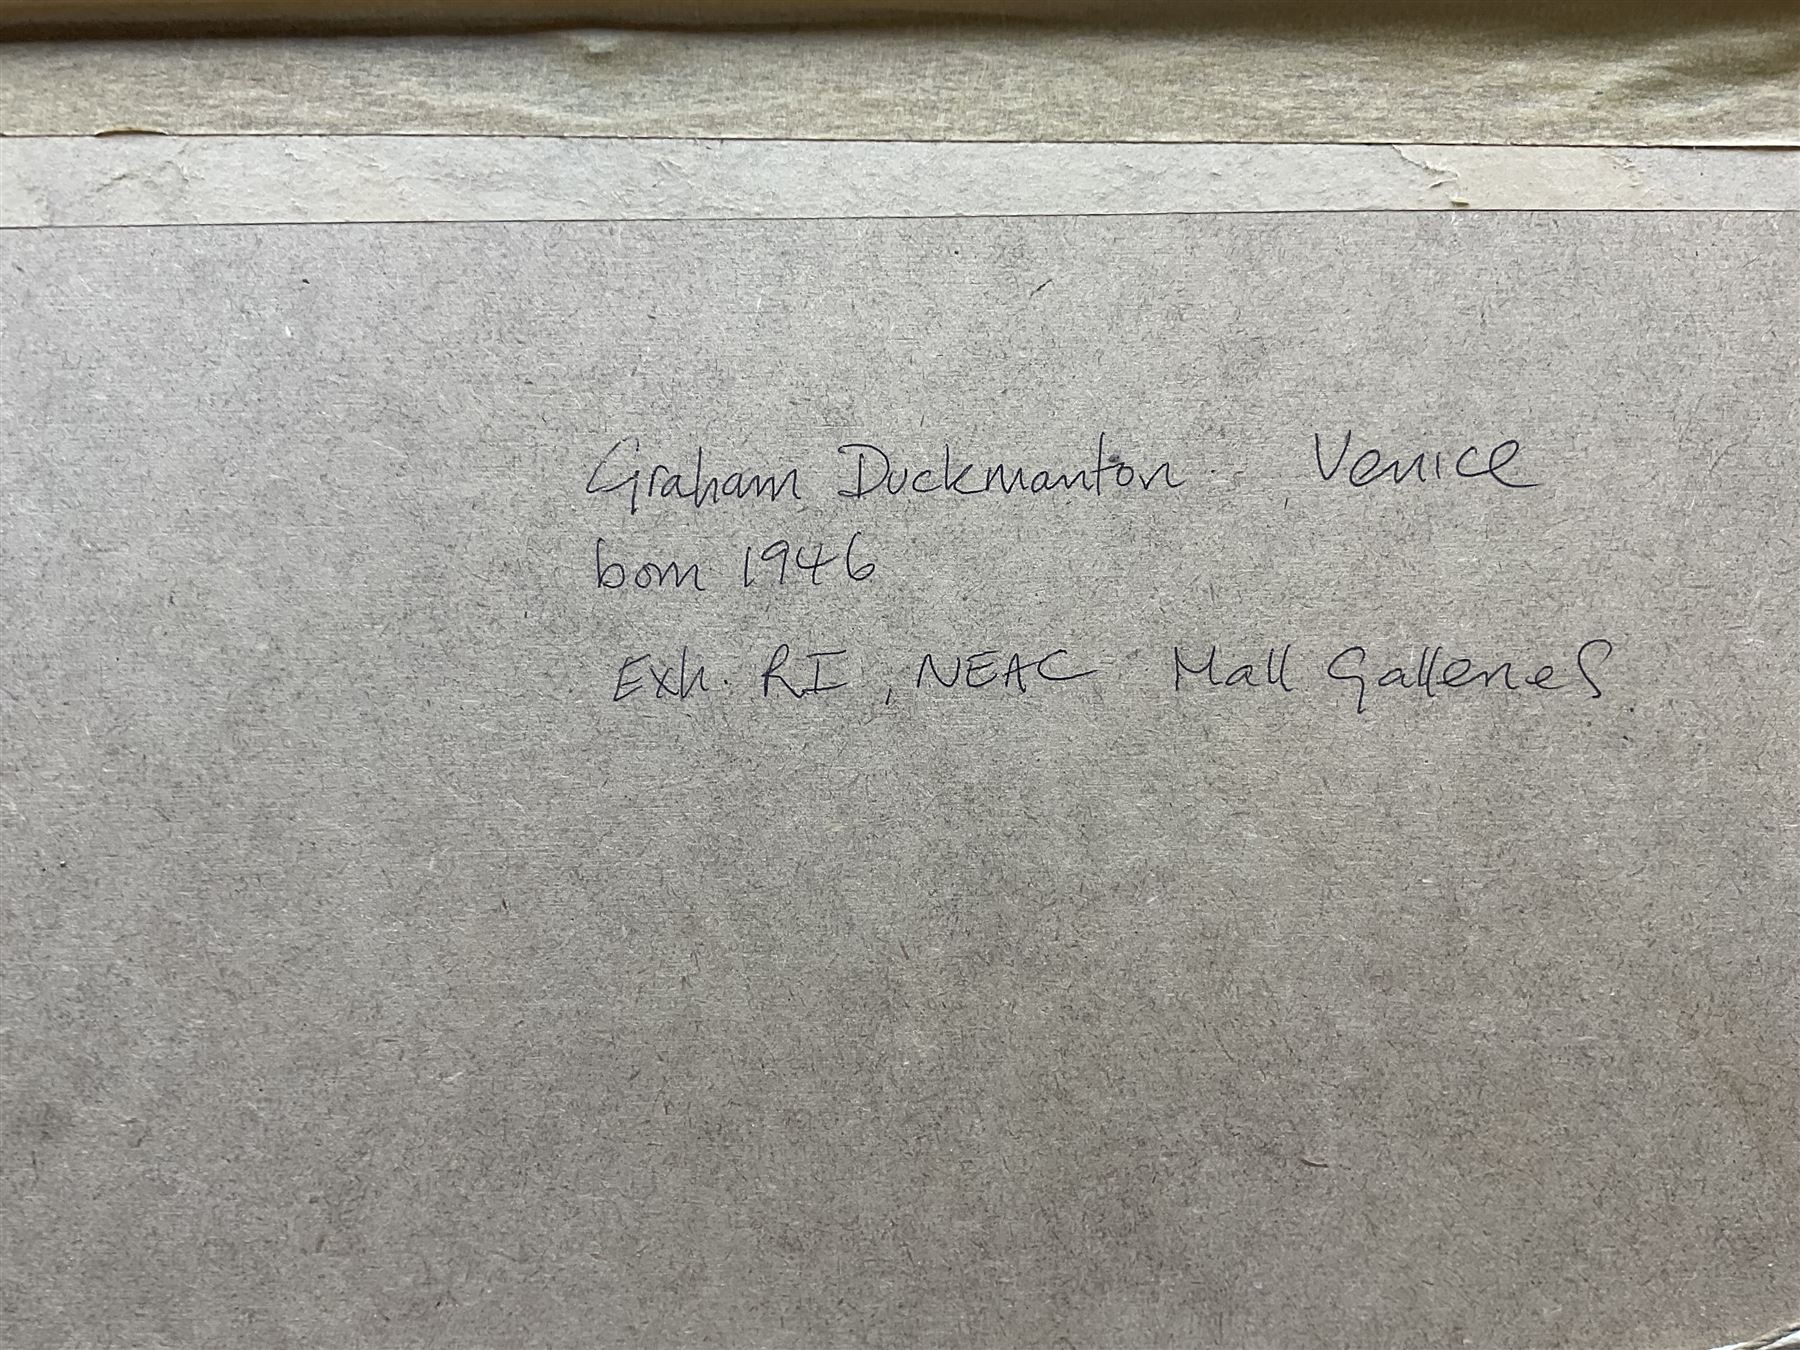 Graham Duckmanton Venice
born 1946
Exh. RI, NEAC Mall Galleries